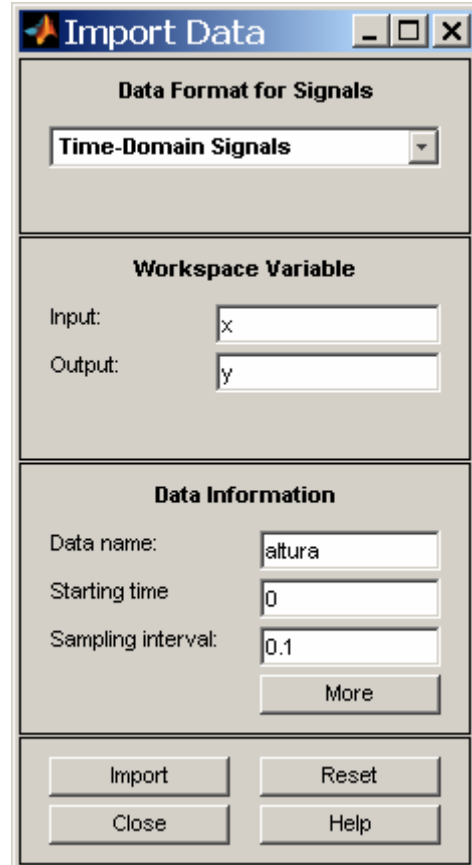 Import Data
Data Format for Signals
Time-Domain Signals
Workspace Variable
Input: x
Output: y
Data Information
Data name: altura
Starting time 0
Sampling interval: 0.1
More
Import Reset
Close Help